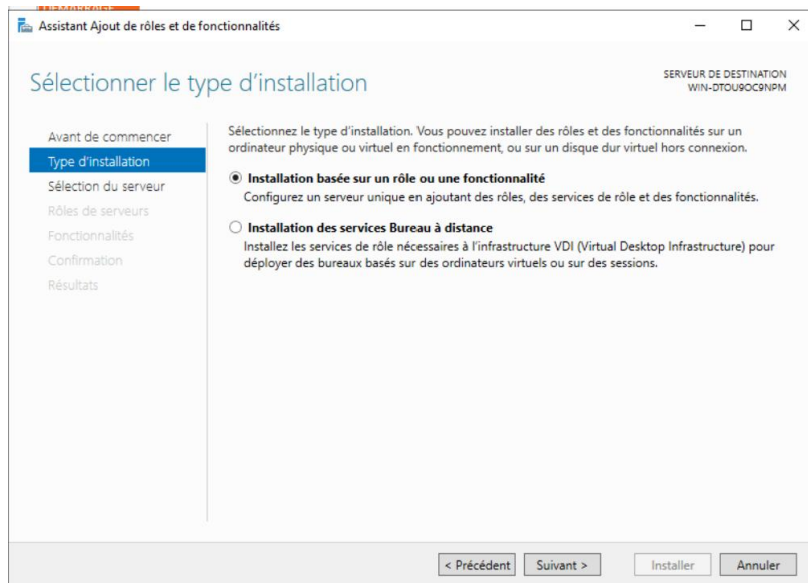 DÉMARRAGE
Assistant Ajout de rôles et de fonctionnalités
Sélectionner le type d'installation
SERVEUR DE DESTINATION
WIN-DTOU9OC9NPM
Avant de commencer
Type d'installation
Sélection du serveur
Rôles de serveurs
Fonctionnalités
Confirmation
Résultats
Sélectionnez le type d'installation. Vous pouvez installer des rôles et des fonctionnalités sur un
ordinateur physique ou virtuel en fonctionnement, ou sur un disque dur virtuel hors connexion.
Installation basée sur un rôle ou une fonctionnalité
Configurez un serveur unique en ajoutant des rôles, des services de rôle et des fonctionnalités.
Installation des services Bureau à distance
Installez les services de rôle nécessaires à l'infrastructure VDI (Virtual Desktop Infrastructure) pour
déployer des bureaux basés sur des ordinateurs virtuels ou sur des sessions.
< Précédent
Suivant >
Installer
Annuler